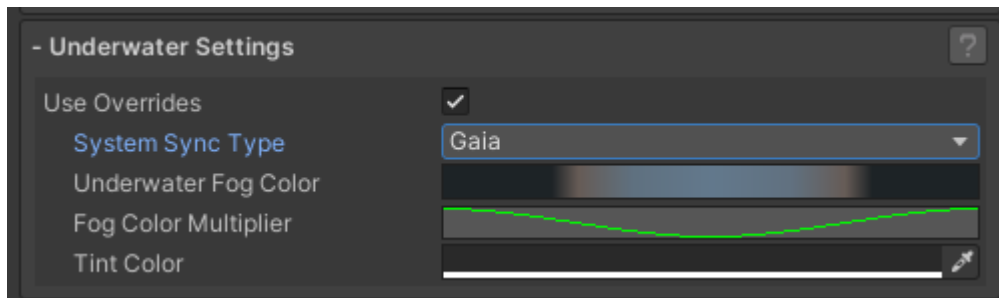 - Underwater Settings
?
Use Overrides
System Sync Type Gaia
Underwater Fog Color
Fog Color Multiplier
Tint Color